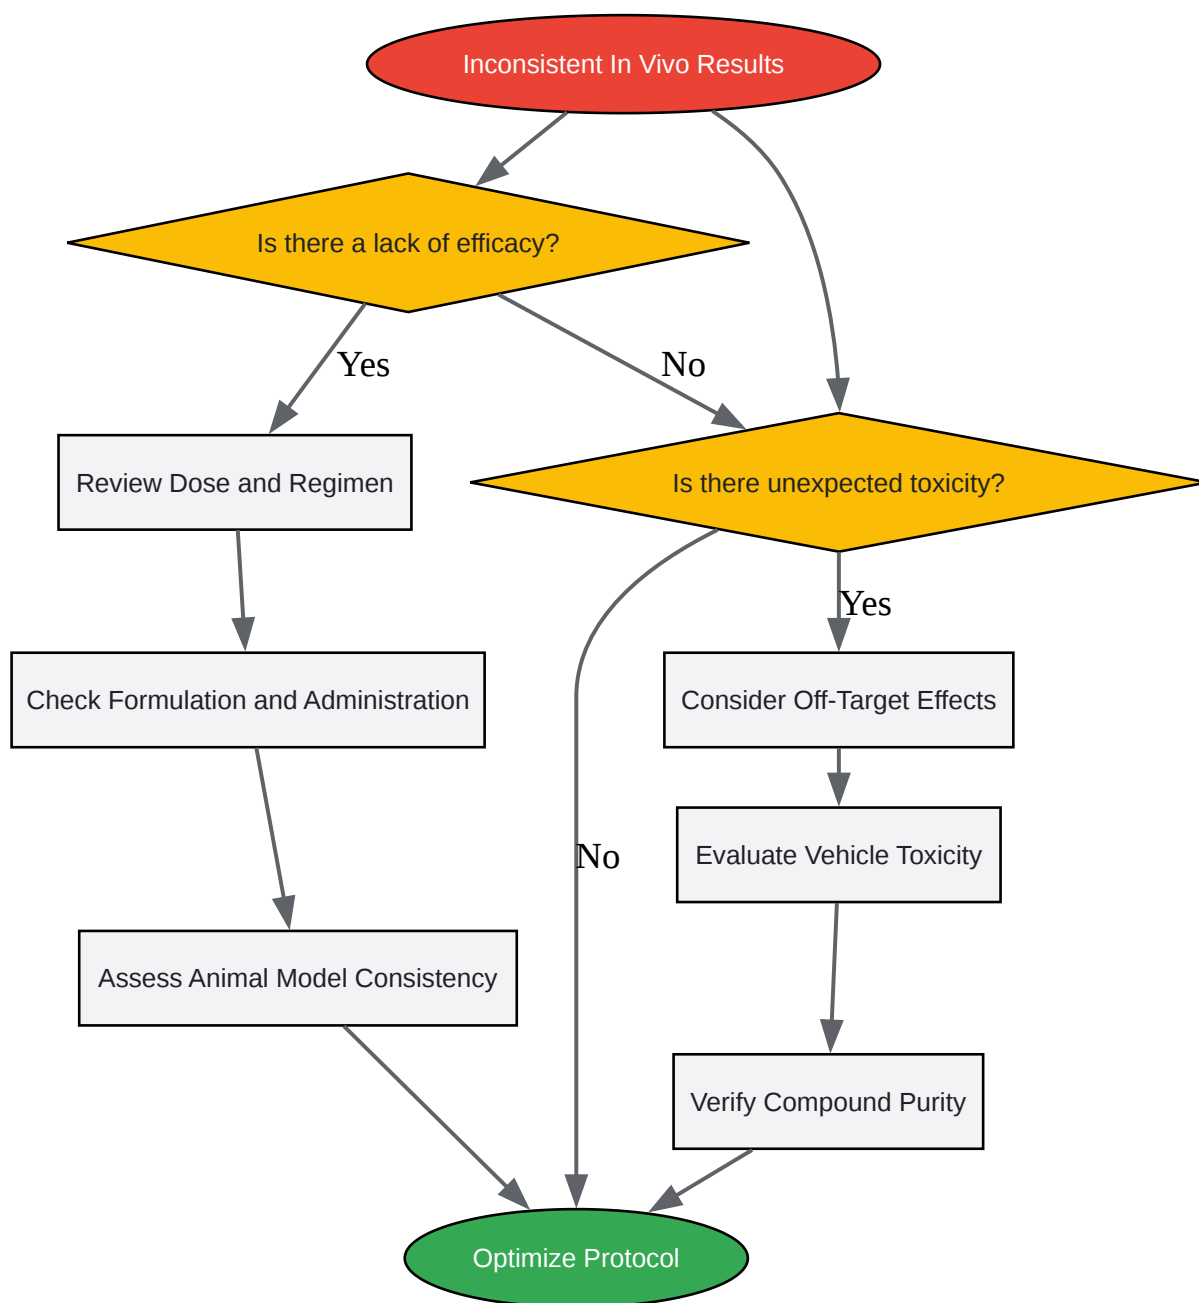 Inconsistent In Vivo Results
Is there a lack of efficacy?
Yes
No
Review Dose and Regimen
Is there unexpected toxicity?
Yes
Check Formulation and Administration
Consider Off-Target Effects
No
Evaluate Vehicle Toxicity
Assess Animal Model Consistency
Verify Compound Purity
Optimize Protocol